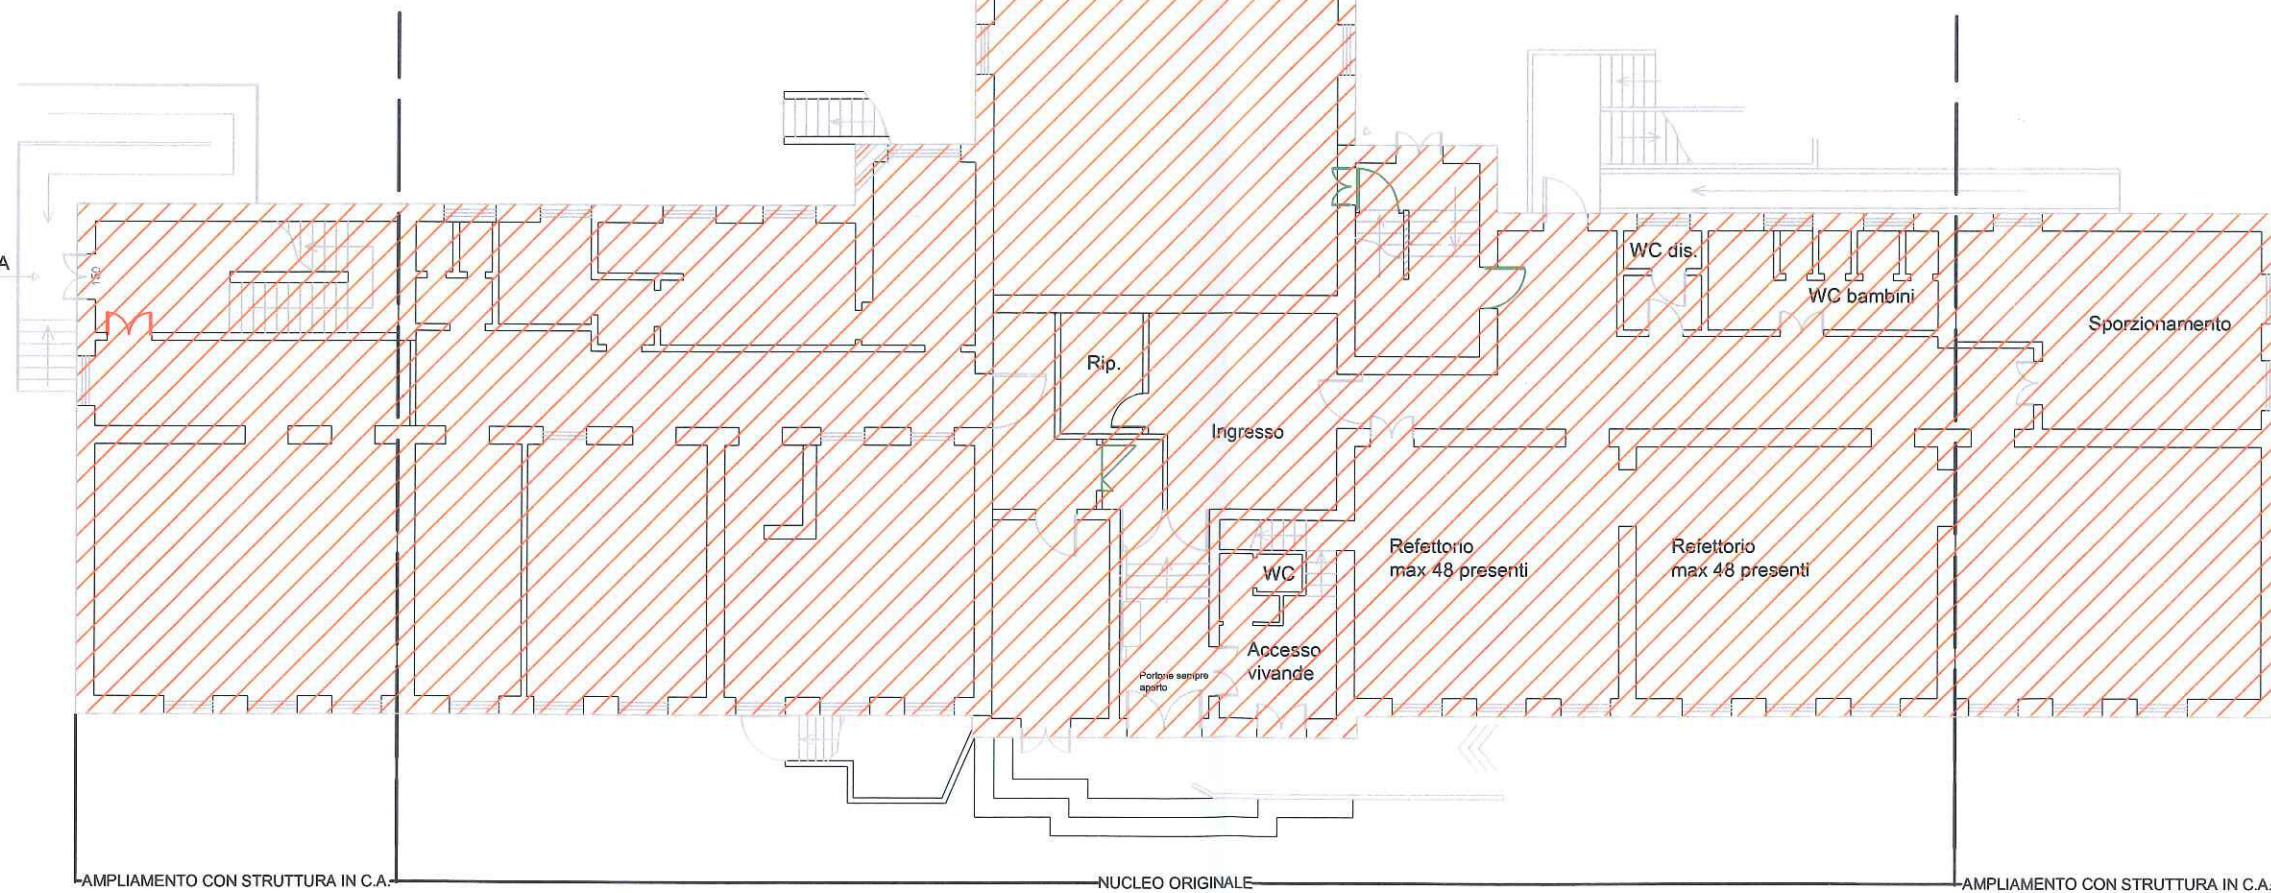 A
150
WC dis.
WC bambini
Sporzionamento
Rip.
Ingresso
Refettorio
max 48 presenti
Refettorio
max 48 presenti
WC
Accesso
vivande
Portone sempre
aperto
AMPLIAMENTO CON STRUTTURA IN C.A.
NUCLEO ORIGINALE
AMPLIAMENTO CON STRUTTURA IN C.A.